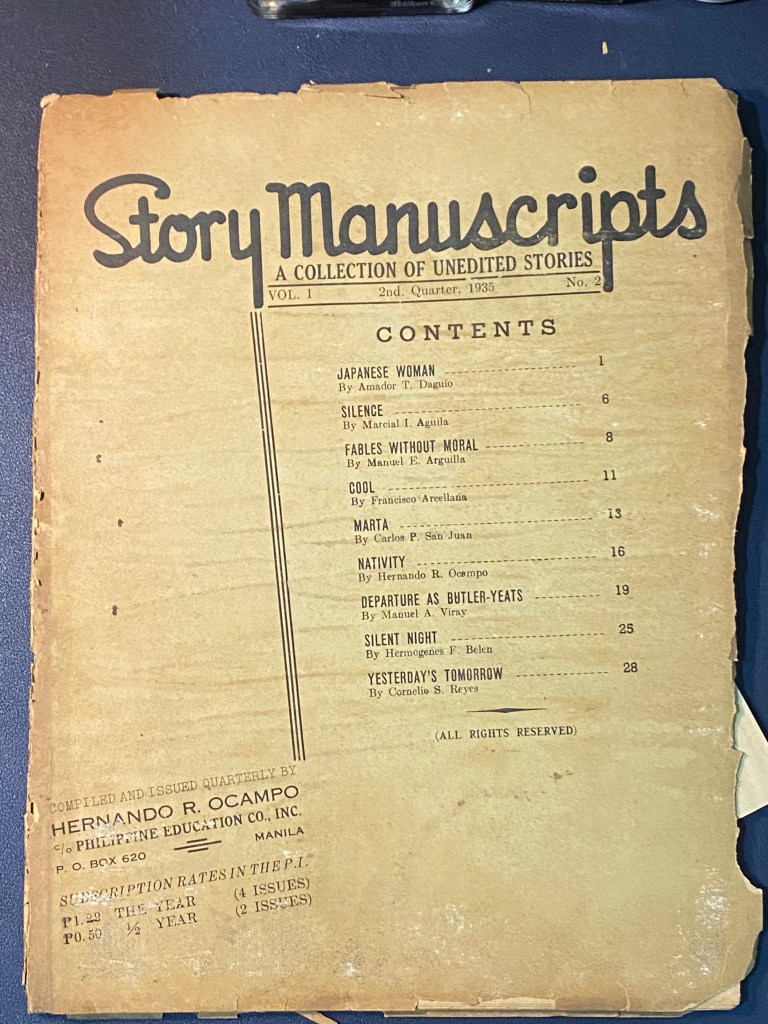 Pelikan
Story Manuscripts
A COLLECTION OF UNEDITED STORIES
VOL. I 2nd. Quarter, 1935 No. 2
CONTENTS
JAPANESE WOMAN 1
By Amador T. Daguio
SILENCE 6
By Marcial I. Aguila
FABLES WITHOUT MORAL 8
By Manuel E. Arguilla
COOL 11
By Francisco Arcellana
MARTA 13
By Carlos P. San Juan
NATIVITY 16
By Hernando R. Ocampo
DEPARTURE AS BUTLER-YEATS 19
By Manuel A. Viray
SILENT NIGHT 25
By Hermogenes F. Belen
YESTERDAY'S TOMORROW 28
By Cornelio S. Reyes
(ALL RIGHTS RESERVED)
COMPILED AND ISSUED QUARTERLY BY
HERNANDO R. OCAMPO
c/o PHILIPPINE EDUCATION CO., INC.
P. O. BOX 620 MANILA
SUBSCRIPTION RATES IN THE P.I.
₱1. THE YEAR (4 ISSUES)
₱0.50 ½ YEAR (2 ISSUES)